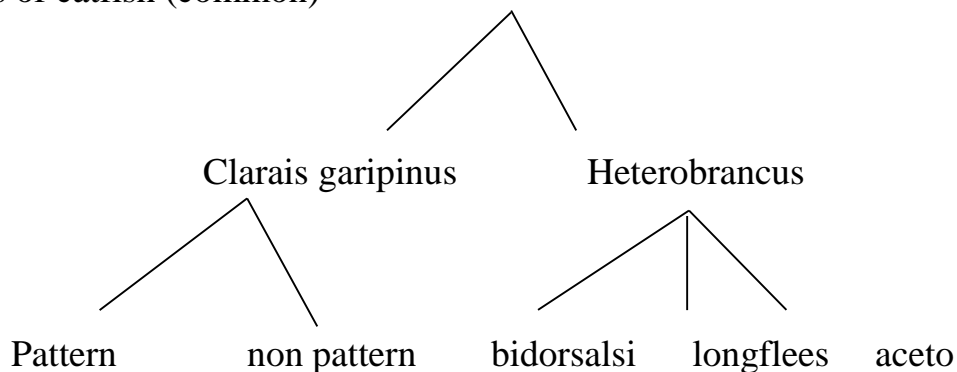 of catfish (common)
Clarais garipinus Heterobrancus
Pattern non pattern bidorsalsi longflees aceto